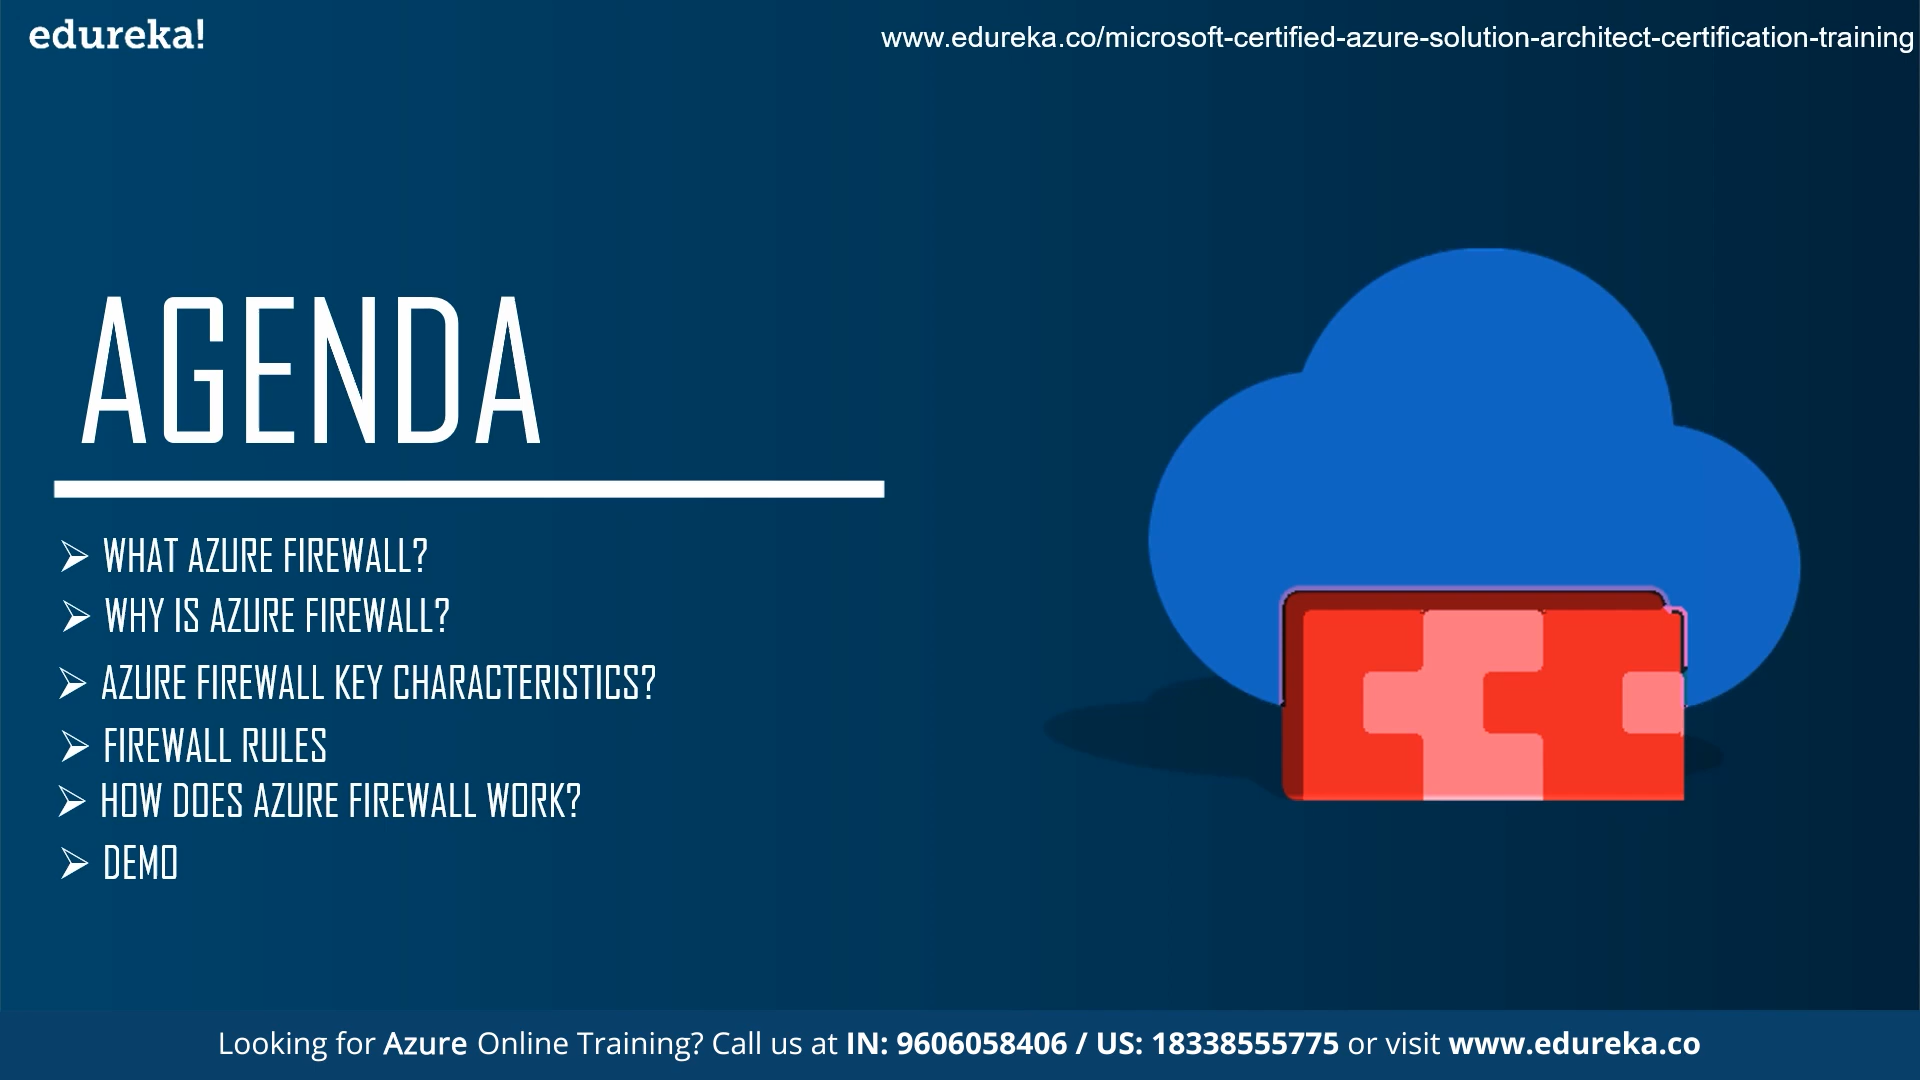 edureka!
www.edureka.co/microsoft-certified-azure-solution-architect-certification-training
AGENDA
➢ WHAT AZURE FIREWALL?
➢ WHY IS AZURE FIREWALL?
➢ AZURE FIREWALL KEY CHARACTERISTICS?
➢ FIREWALL RULES
➢ HOW DOES AZURE FIREWALL WORK?
➢ DEMO
Looking for Azure Online Training? Call us at IN: 9606058406 / US: 18338555775 or visit www.edureka.co